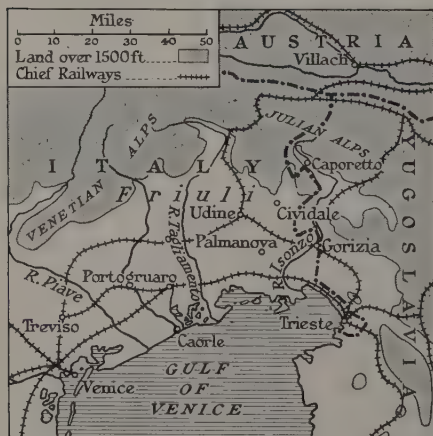 Miles
0 10 20 30 40 50
Land over 1500ft.
Chief Railways
AUSTRIA
Villach
JULIAN ALPS
VENETIAN ALPS
ITALY
Caporetto
YUGOSLAVIA
Friuli
Udine
Cividale
R. Tagliamento
Palmanova
R. Isonzo
Gorizia
R. Piave
Portogruaro
Treviso
Caorle
Trieste
Venice
GULF
OF
VENICE